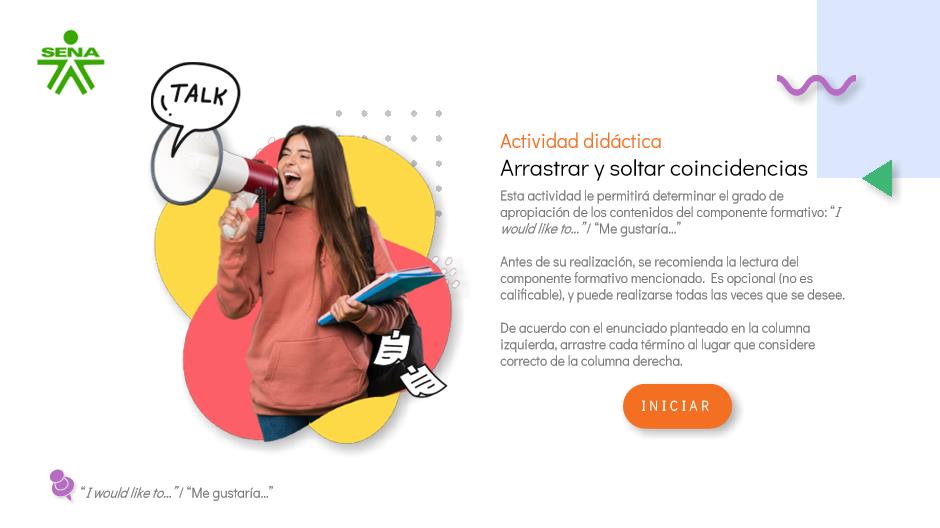 SENA
TALK
Actividad didáctica
Arrastrar y soltar coincidencias
Esta actividad le permitirá determinar el grado de
apropiación de los contenidos del componente formativo: “I
would like to...” / “Me gustaría...”
Antes de su realización, se recomienda la lectura del
componente formativo mencionado. Es opcional (no es
calificable), y puede realizarse todas las veces que se desee.
De acuerdo con el enunciado planteado en la columna
izquierda, arrastre cada término al lugar que considere
correcto de la columna derecha.
INICIAR
“I would like to...” / “Me gustaría...”